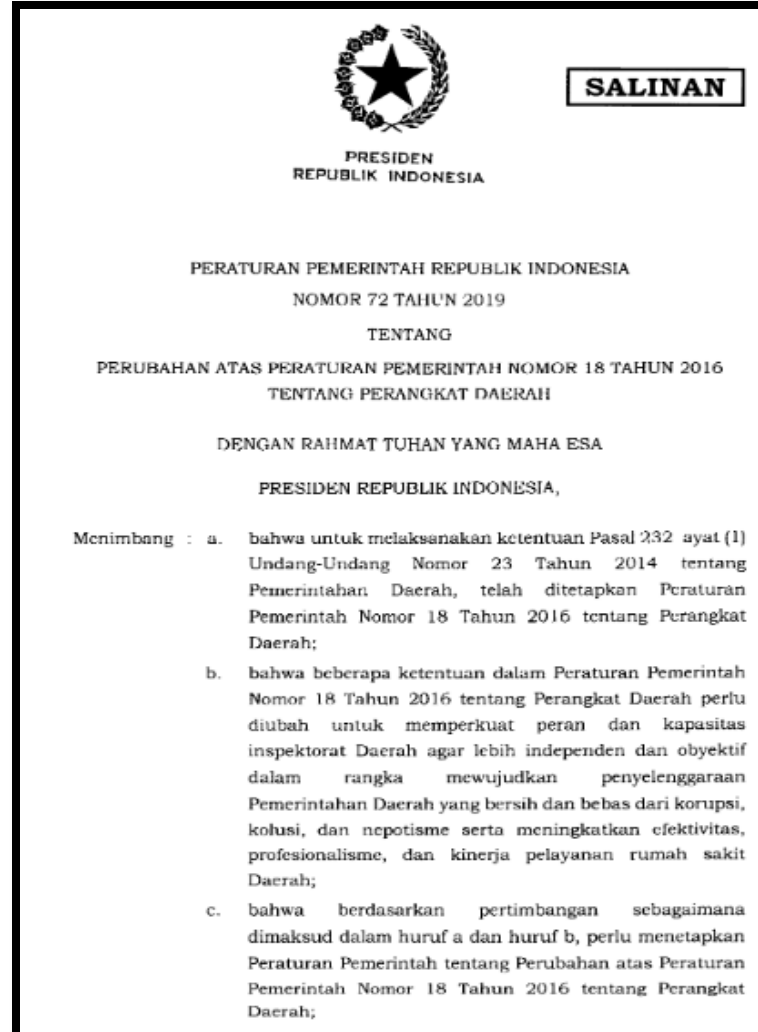 SALINAN
PRESIDEN
REPUBLIK INDONESIA
PERATURAN PEMERINTAH REPUBLIK INDONESIA
NOMOR 72 TAHUN 2019
TENTANG
PERUBAHAN ATAS PERATURAN PEMERINTAH NOMOR 18 TAHUN 2016
TENTANG PERANGKAT DAERAH
DENGAN RAHMAT TUHAN YANG MAHA ESA
PRESIDEN REPUBLIK INDONESIA,
Menimbang : a. bahwa untuk melaksanakan ketentuan Pasal 232 ayat (1)
Undang-Undang Nomor 23 Tahun 2014 tentang
Pemerintahan Daerah, telah ditetapkan Peraturan
Pemerintah Nomor 18 Tahun 2016 tentang Perangkat
Daerah;
b. bahwa beberapa ketentuan dalam Peraturan Pemerintah
Nomor 18 Tahun 2016 tentang Perangkat Daerah perlu
diubah untuk memperkuat peran dan kapasitas
inspektorat Daerah agar lebih independen dan obyektif
dalam rangka mewujudkan penyelenggaraan
Pemerintahan Daerah yang bersih dan bebas dari korupsi,
kolusi, dan nepotisme serta meningkatkan efektivitas,
profesionalisme, dan kinerja pelayanan rumah sakit
Daerah;
c. bahwa berdasarkan pertimbangan sebagaimana
dimaksud dalam huruf a dan huruf b, perlu menetapkan
Peraturan Pemerintah tentang Perubahan atas Peraturan
Pemerintah Nomor 18 Tahun 2016 tentang Perangkat
Daerah;